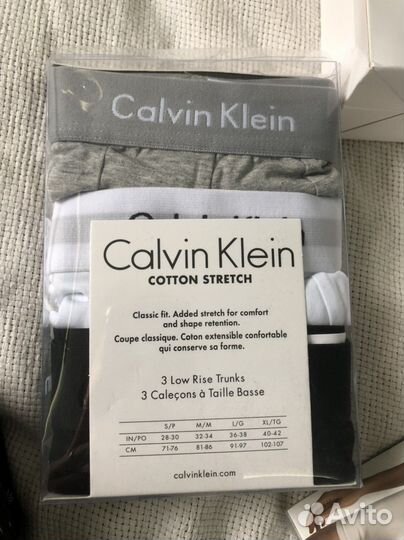 Calvin Klein
Calvin Klein
Calvin Klein
COTTON STRETCH
Classic fit. Added stretch for comfort
and shape retention.
Coupe classique. Coton extensible confortable
qui conserve sa forme.
3 Low Rise Trunks
3 Caleçons à Taille Basse
S/P M/M L/G XL/TG
IN/PO 28-30 32-34 36-38 40-42
CM 71-76 81-86 91-97 102-107
calvinklein.com
Avito